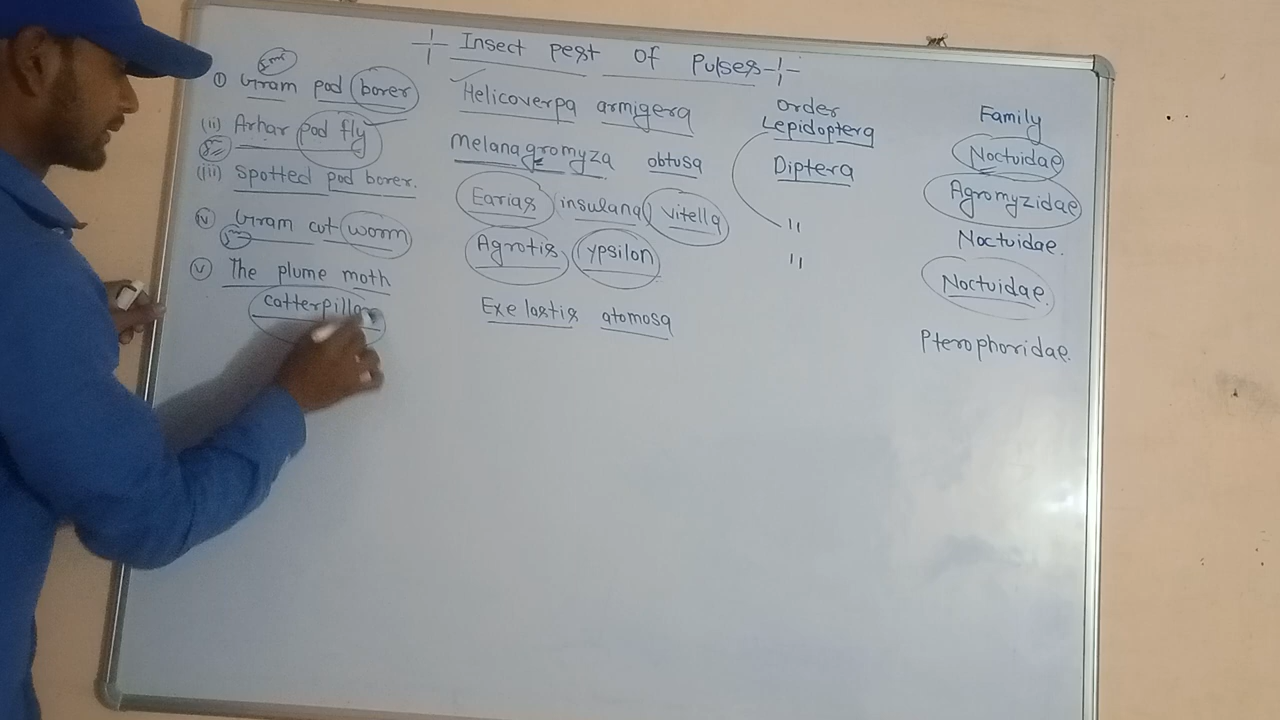 Insect pest of Pulses
Order Family
(i) Gram pod borer Helicoverpa armigera Lepidoptera Noctuidae
(ii) Arhar pod fly Melanagromyza obtusa Diptera Agromyzidae
(iii) Spotted pod borer. Earias insulana vitella " Noctuidae.
(iv) Gram cut worm Agrotis ypsilon " Noctuidae.
(v) The plume moth
catterpillar Exelastis atomosa Pterophoridae.